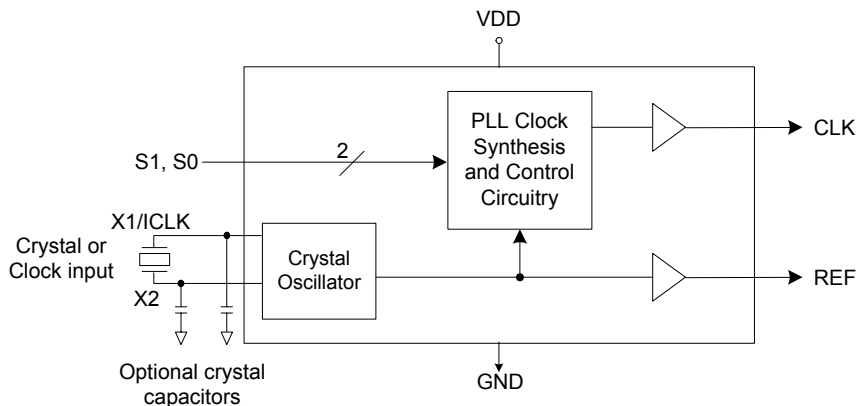 VDD
PLL Clock
Synthesis
and Control
Circuitry
CLK
S1, S0
2
X1/ICLK
Crystal or
Clock input
X2
Crystal
Oscillator
REF
Optional crystal
capacitors
GND